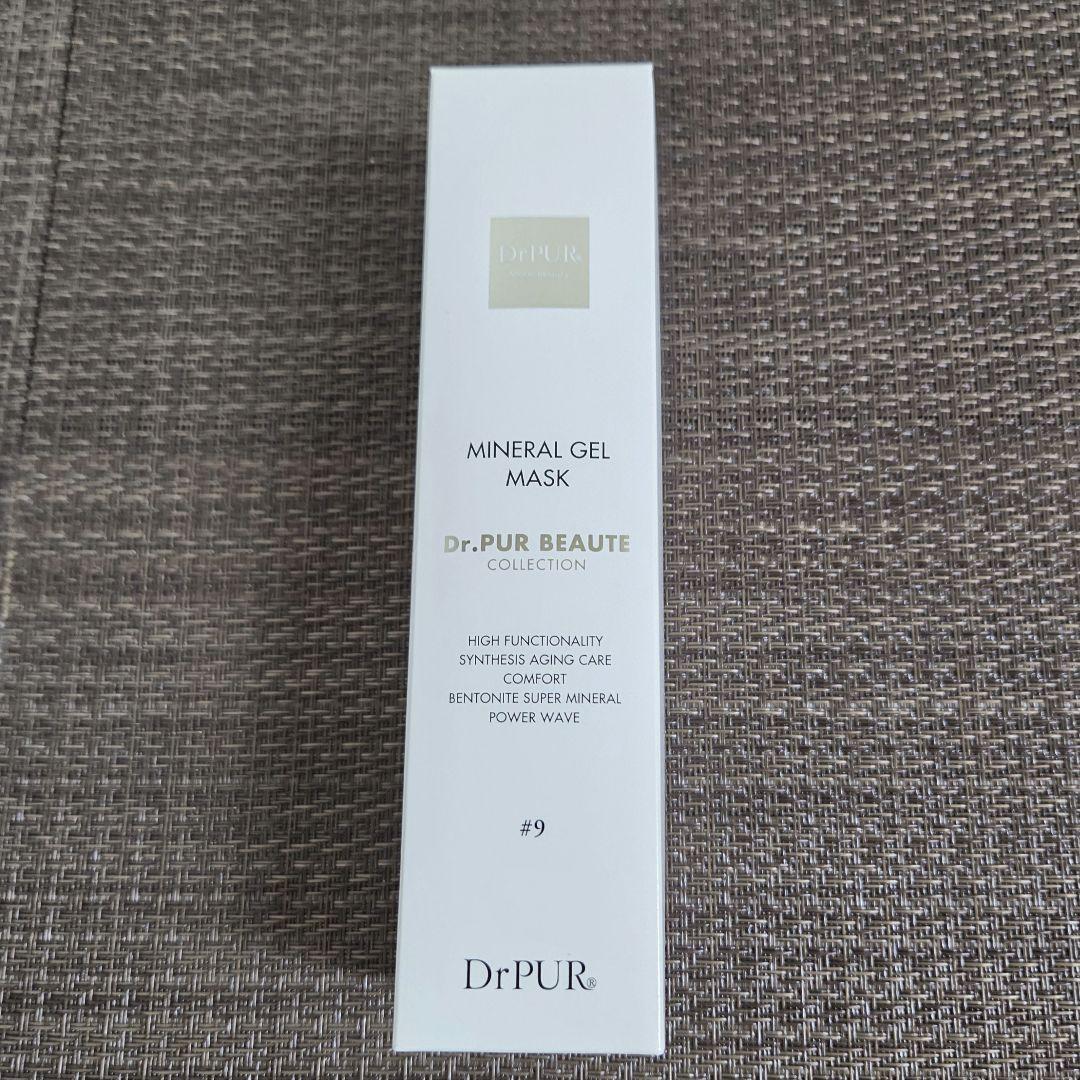 DrPUR®
MINERAL GEL
MASK
Dr.PUR BEAUTE
COLLECTION
HIGH FUNCTIONALITY
SYNTHESIS AGING CARE
COMFORT
BENTONITE SUPER MINERAL
POWER WAVE
#9
DrPUR®